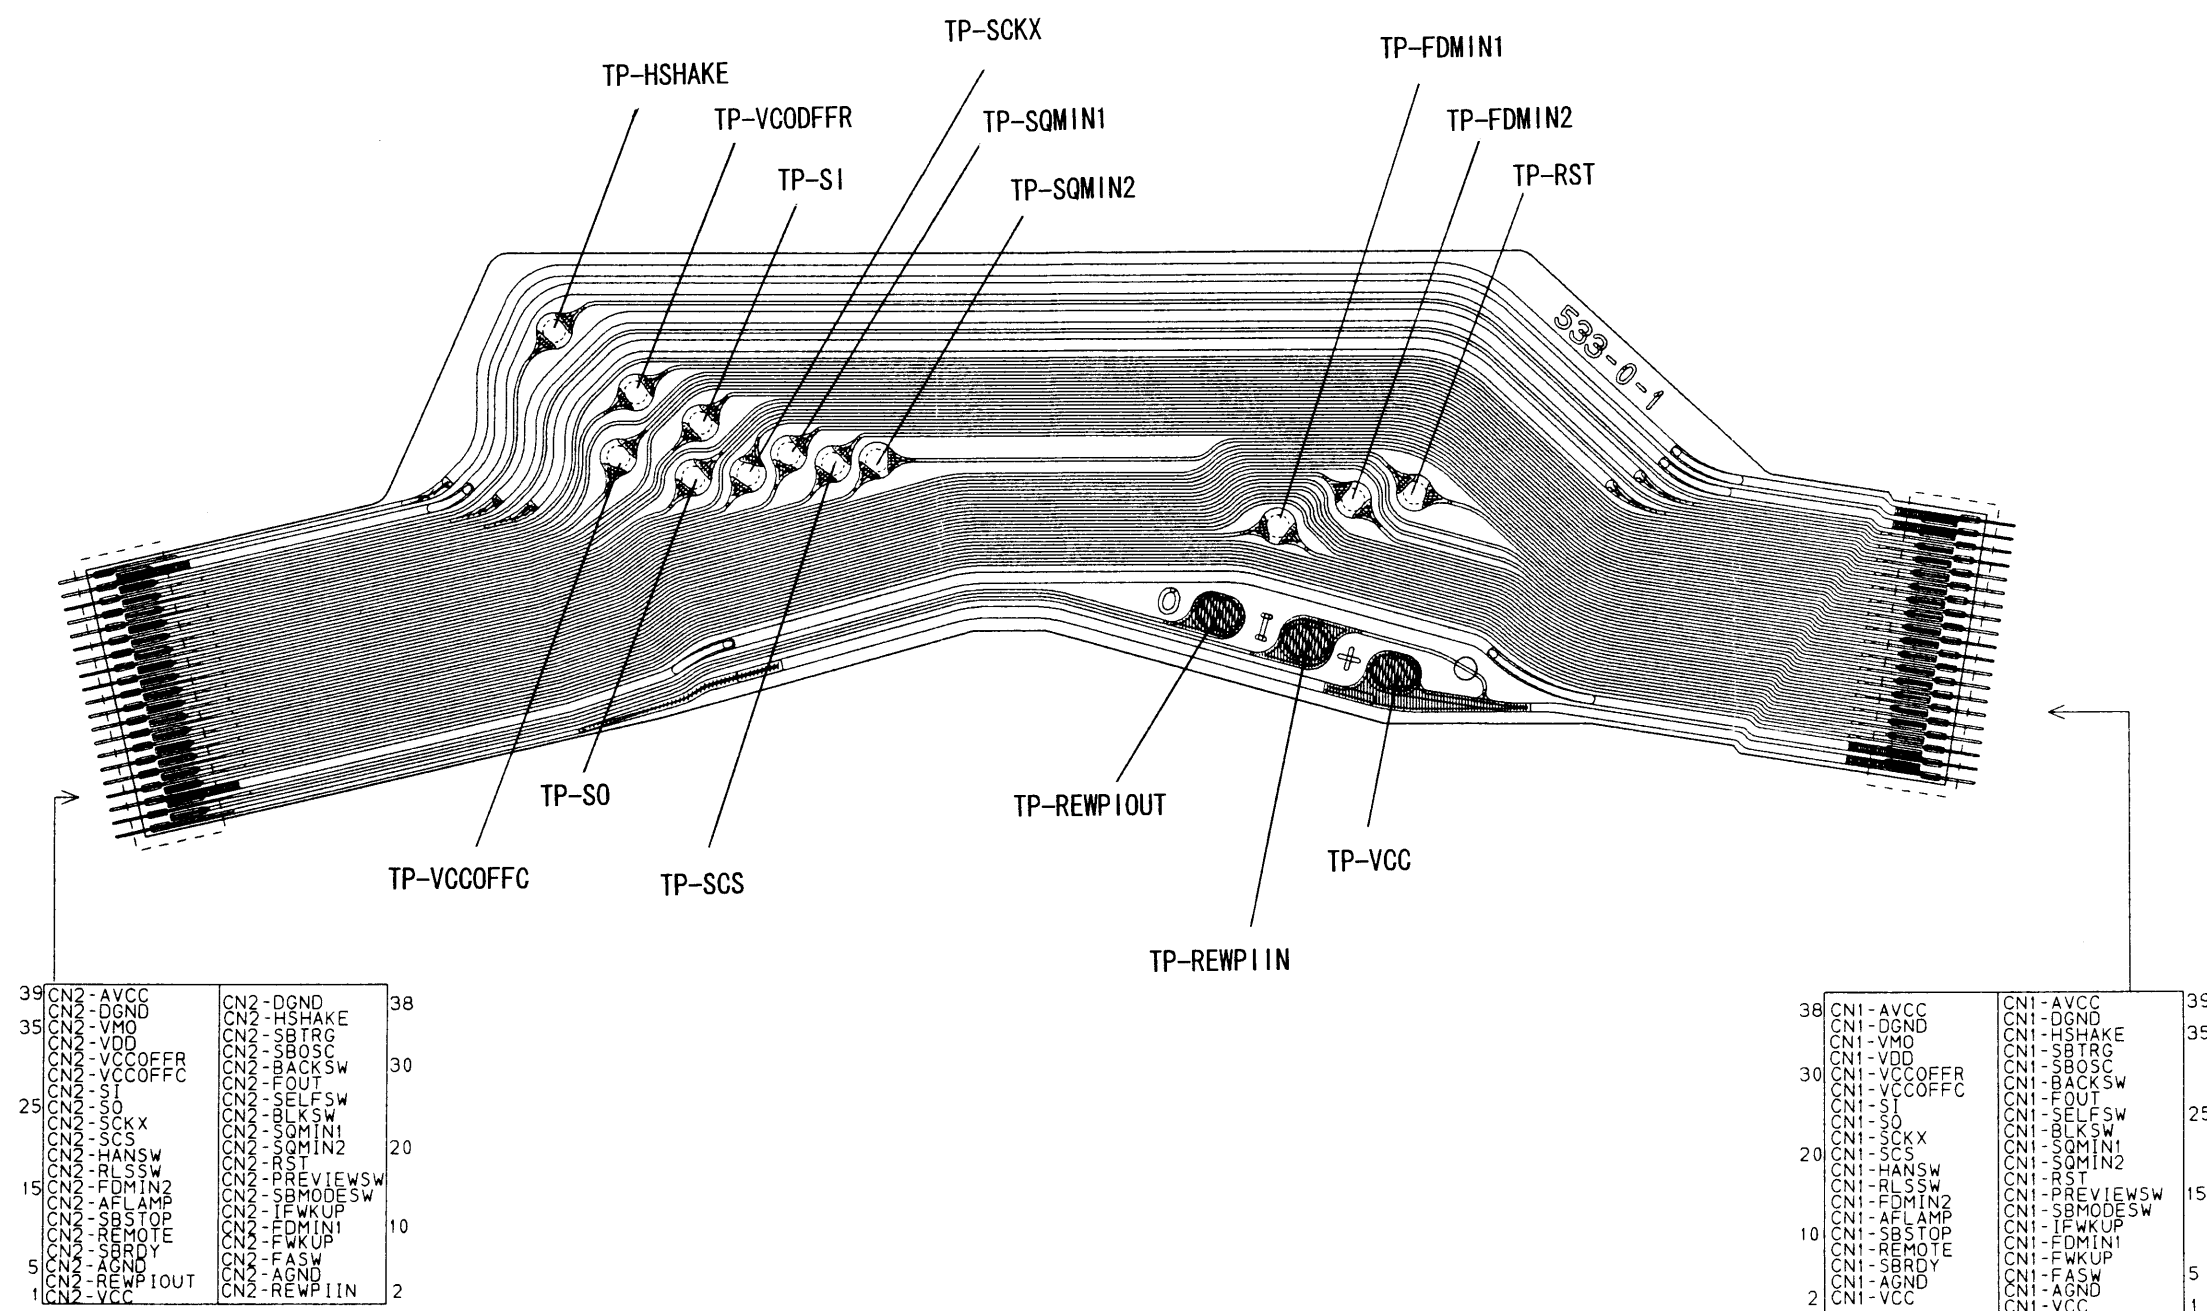 TP-SCKX
TP-FDMIN1
TP-HSHAKE
TP-VCODFFR
TP-SQMIN1
TP-FDMIN2
TP-SI
TP-SQMIN2
TP-RST
533-0-1
TP-SO
TP-REWPIOUT
TP-VCC
TP-VCCOFFC
TP-SCS
TP-REWPIIN
39 CN2-AVCC
CN2-DGND
35 CN2-VMO
CN2-VDD
CN2-VCCOFFR
CN2-VCCOFFC
CN2-SI
25 CN2-SO
CN2-SCKX
CN2-SCS
CN2-HANSW
CN2-RLSSW
15 CN2-FDMIN2
CN2-AFLAMP
CN2-SBSTOP
CN2-REMOTE
CN2-SBRDY
5 CN2-AGND
CN2-REWPIOUT
1 CN2-VCC
CN2-DGND 38
CN2-HSHAKE
CN2-SBTRG
CN2-SBOSC
CN2-BACKSW 30
CN2-FOUT
CN2-SELFSW
CN2-BLKSW
CN2-SQMIN1
CN2-SQMIN2 20
CN2-RST
CN2-PREVIEWSW
CN2-SBMODESW
CN2-IFWKUP
CN2-FDMIN1 10
CN2-FWKUP
CN2-FASW
CN2-AGND
CN2-REWPIIN 2
38 CN1-AVCC
CN1-DGND
CN1-VMO
CN1-VDD
30 CN1-VCCOFFR
CN1-VCCOFFC
CN1-SI
CN1-SO
CN1-SCKX
20 CN1-SCS
CN1-HANSW
CN1-RLSSW
CN1-FDMIN2
CN1-AFLAMP
10 CN1-SBSTOP
CN1-REMOTE
CN1-SBRDY
CN1-AGND
2 CN1-VCC
CN1-AVCC 39
CN1-DGND
CN1-HSHAKE 35
CN1-SBTRG
CN1-SBOSC
CN1-BACKSW
CN1-FOUT
CN1-SELFSW 25
CN1-BLKSW
CN1-SQMIN1
CN1-SQMIN2
CN1-RST
CN1-PREVIEWSW 15
CN1-SBMODESW
CN1-IFWKUP
CN1-FDMIN1
CN1-FWKUP
CN1-FASW 5
CN1-AGND
CN1-VCC 1